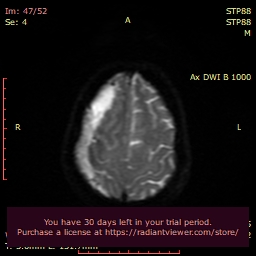 Im: 47/52
Se: 4
A
STP88
STP88
M
Ax DWI B 1000
R
L
You have 30 days left in your trial period.
Purchase a license at https://radiantviewer.com/store/